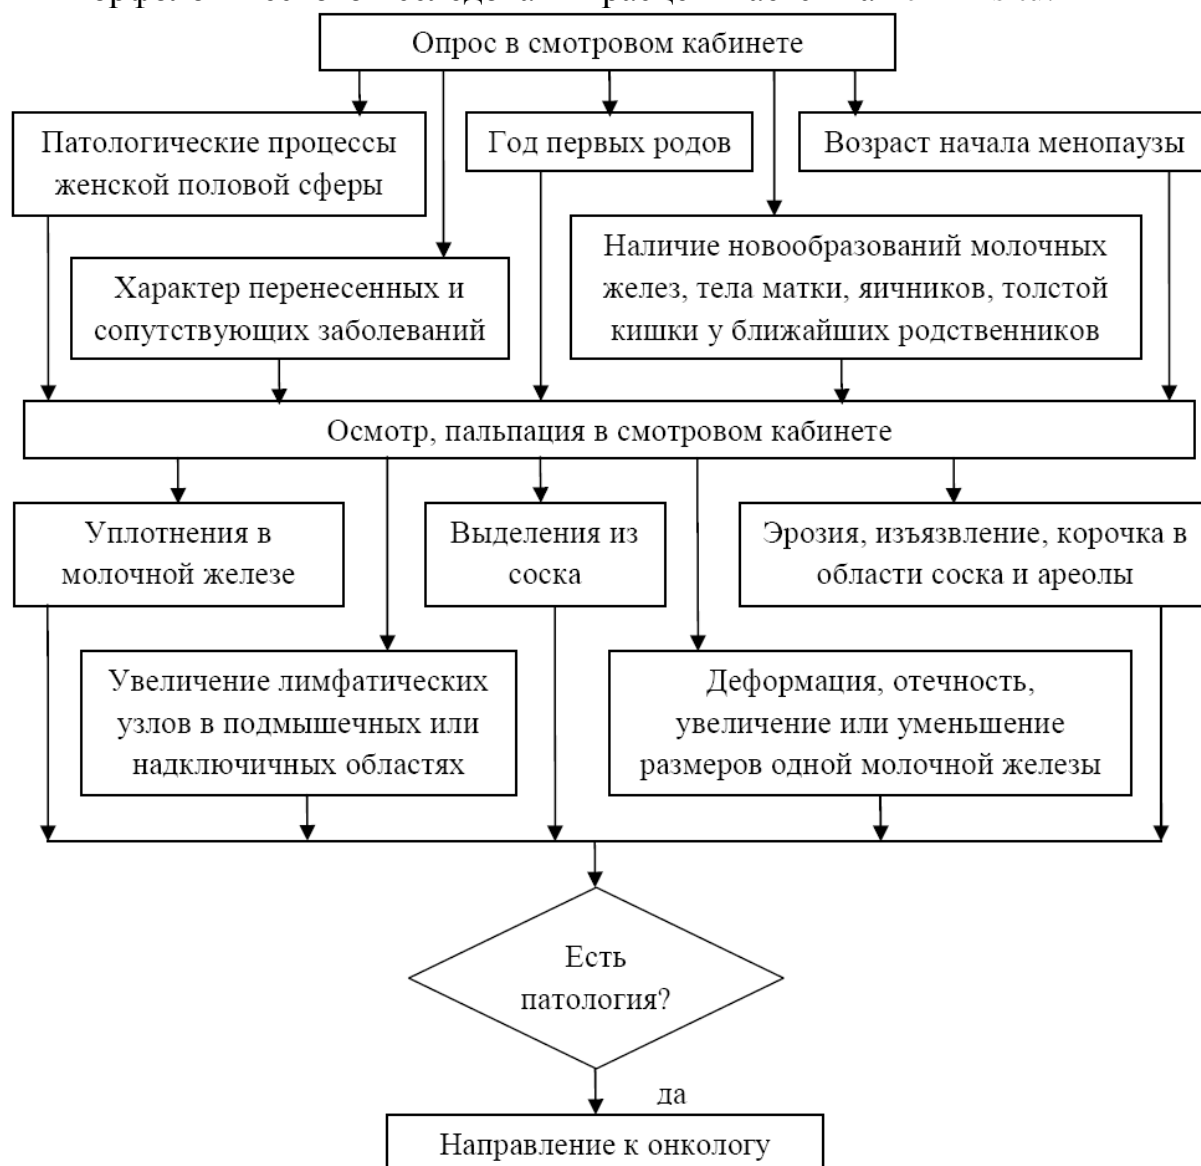 Опрос в смотровом кабинете
Патологические процессы
женской половой сферы
Год первых родов
Возраст начала менопаузы
Характер перенесенных и
сопутствующих заболеваний
Наличие новообразований молочных
желез, тела матки, яичников, толстой
кишки у ближайших родственников
Осмотр, пальпация в смотровом кабинете
Уплотнения в
молочной железе
Выделения из
соска
Эрозия, изъязвление, корочка в
области соска и ареолы
Увеличение лимфатических
узлов в подмышечных или
надключичных областях
Деформация, отечность,
увеличение или уменьшение
размеров одной молочной железы
Есть
патология?
да
Направление к онкологу